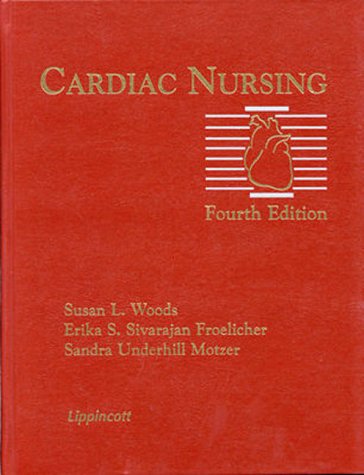 CARDIAC NURSING
Fourth Edition
Susan L. Woods
Erika S. Sivarajan Froelicher
Sandra Underhill Motzer
Lippincott